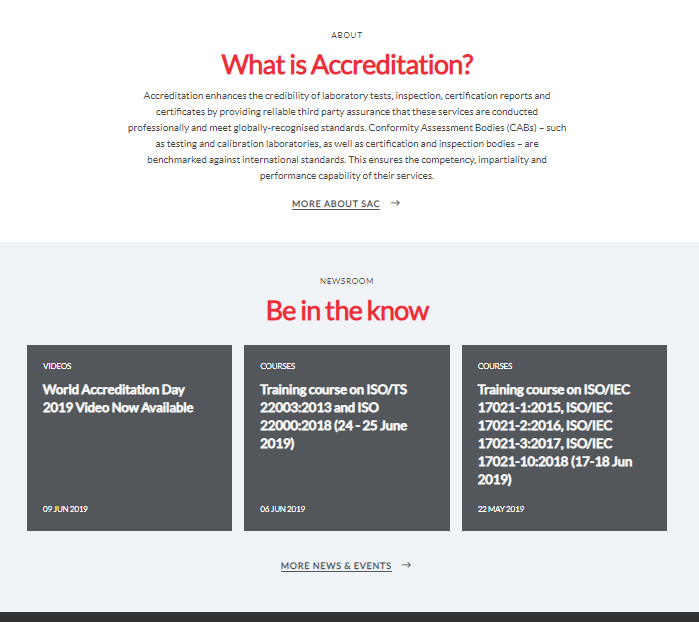 ABOUT
What is Accreditation?
Accreditation enhances the credibility of laboratory tests, inspection, certification reports and
certificates by providing reliable third party assurance that these services are conducted
professionally and meet globally-recognised standards. Conformity Assessment Bodies (CABs) – such
as testing and calibration laboratories, as well as certification and inspection bodies – are
benchmarked against international standards. This ensures the competency, impartiality and
performance capability of their services.
MORE ABOUT SAC →
NEWSROOM
Be in the know
VIDEOS
World Accreditation Day
2019 Video Now Available
09 JUN 2019
COURSES
Training course on ISO/TS
22003:2013 and ISO
22000:2018 (24 - 25 June
2019)
06 JUN 2019
COURSES
Training course on ISO/IEC
17021-1:2015, ISO/IEC
17021-2:2016, ISO/IEC
17021-3:2017, ISO/IEC
17021-10:2018 (17-18 Jun
2019)
22 MAY 2019
MORE NEWS & EVENTS →